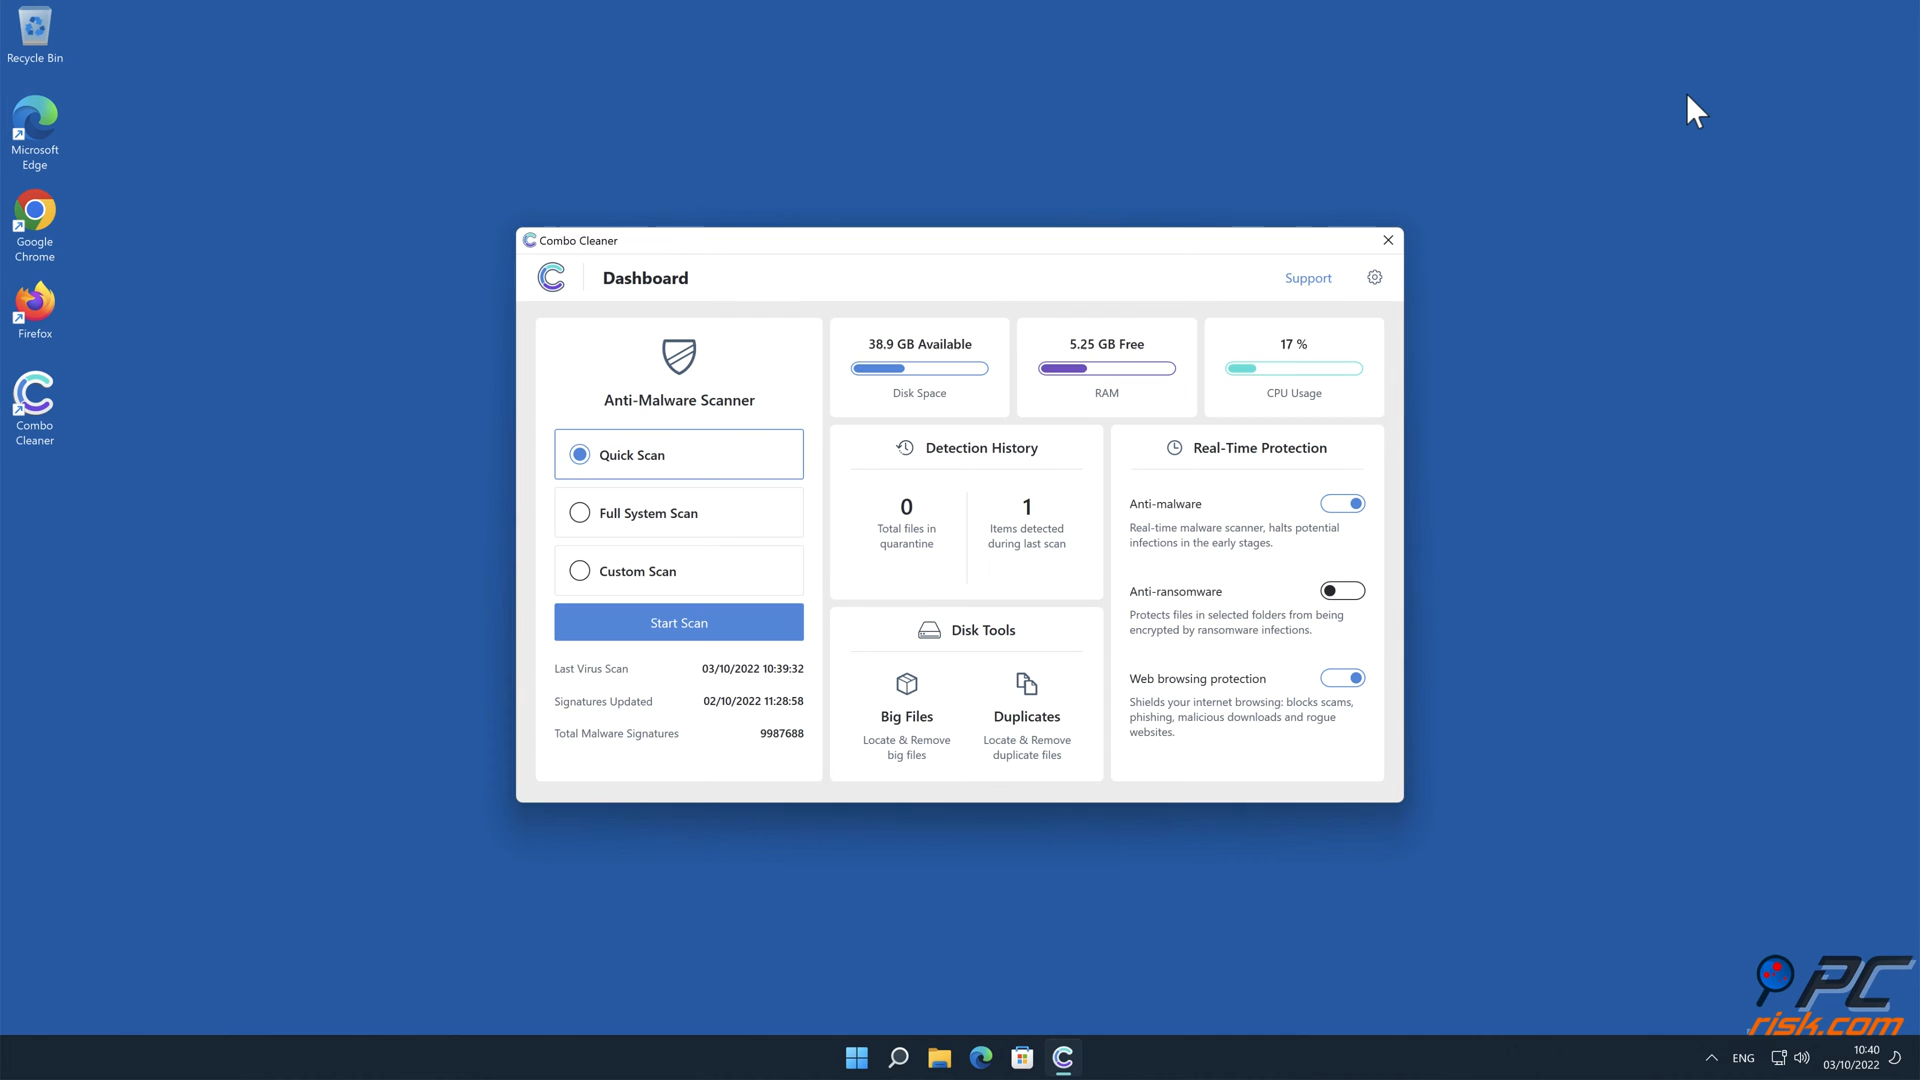 Recycle Bin
Microsoft
Edge
Google
Chrome
Firefox
Combo
Cleaner
Combo Cleaner
Dashboard
Support
Anti-Malware Scanner
Quick Scan
Full System Scan
Custom Scan
Start Scan
Last Virus Scan 03/10/2022 10:39:32
Signatures Updated 02/10/2022 11:28:58
Total Malware Signatures 9987688
38.9 GB Available
Disk Space
5.25 GB Free
RAM
17 %
CPU Usage
Detection History
0
Total files in
quarantine
1
Items detected
during last scan
Disk Tools
Big Files
Locate & Remove
big files
Duplicates
Locate & Remove
duplicate files
Real-Time Protection
Anti-malware
Real-time malware scanner, halts potential
infections in the early stages.
Anti-ransomware
Protects files in selected folders from being
encrypted by ransomware infections.
Web browsing protection
Shields your internet browsing: blocks scams,
phishing, malicious downloads and rogue
websites.
PC
risk.com
ENG
10:40
03/10/2022